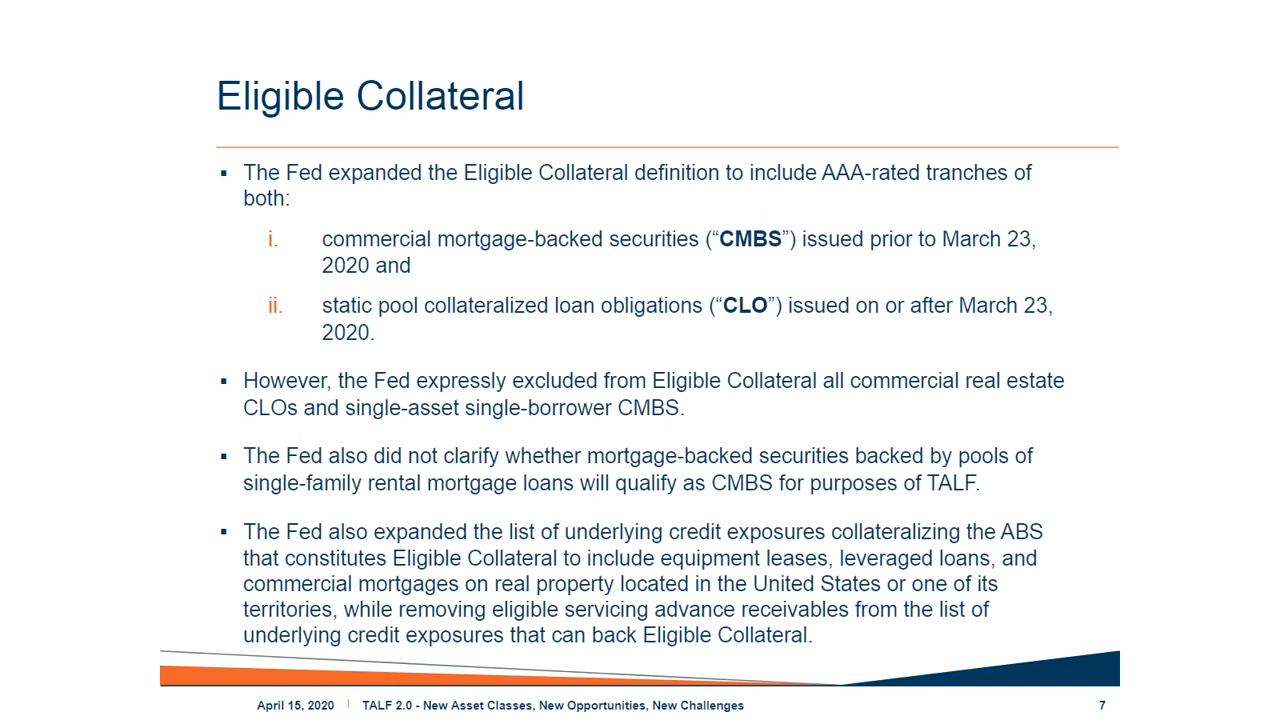 Eligible Collateral
▪ The Fed expanded the Eligible Collateral definition to include AAA-rated tranches of
both:
i. commercial mortgage-backed securities (“CMBS”) issued prior to March 23,
2020 and
ii. static pool collateralized loan obligations (“CLO”) issued on or after March 23,
2020.
▪ However, the Fed expressly excluded from Eligible Collateral all commercial real estate
CLOs and single-asset single-borrower CMBS.
▪ The Fed also did not clarify whether mortgage-backed securities backed by pools of
single-family rental mortgage loans will qualify as CMBS for purposes of TALF.
▪ The Fed also expanded the list of underlying credit exposures collateralizing the ABS
that constitutes Eligible Collateral to include equipment leases, leveraged loans, and
commercial mortgages on real property located in the United States or one of its
territories, while removing eligible servicing advance receivables from the list of
underlying credit exposures that can back Eligible Collateral.
April 15, 2020 | TALF 2.0 - New Asset Classes, New Opportunities, New Challenges 7